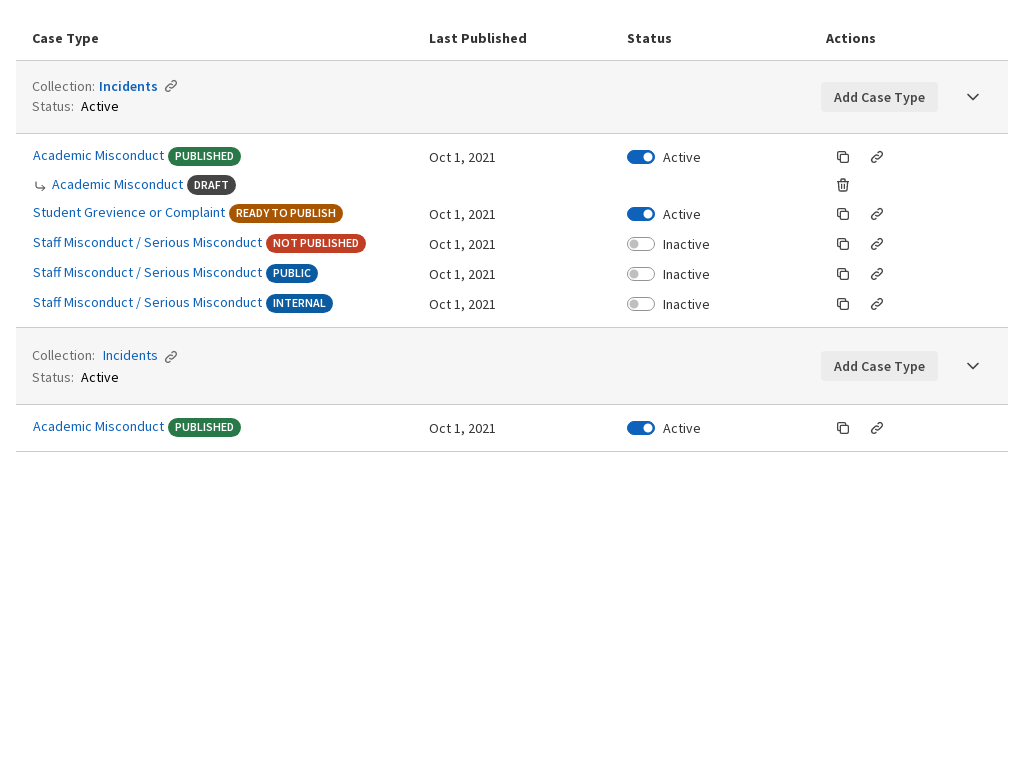 Case Type Last Published Status Actions
Collection: Incidents
Status: Active
Add Case Type
Academic Misconduct PUBLISHED Oct 1, 2021 Active
Academic Misconduct DRAFT
Student Grevience or Complaint READY TO PUBLISH Oct 1, 2021 Active
Staff Misconduct / Serious Misconduct NOT PUBLISHED Oct 1, 2021 Inactive
Staff Misconduct / Serious Misconduct PUBLIC Oct 1, 2021 Inactive
Staff Misconduct / Serious Misconduct INTERNAL Oct 1, 2021 Inactive
Collection: Incidents
Status: Active
Add Case Type
Academic Misconduct PUBLISHED Oct 1, 2021 Active